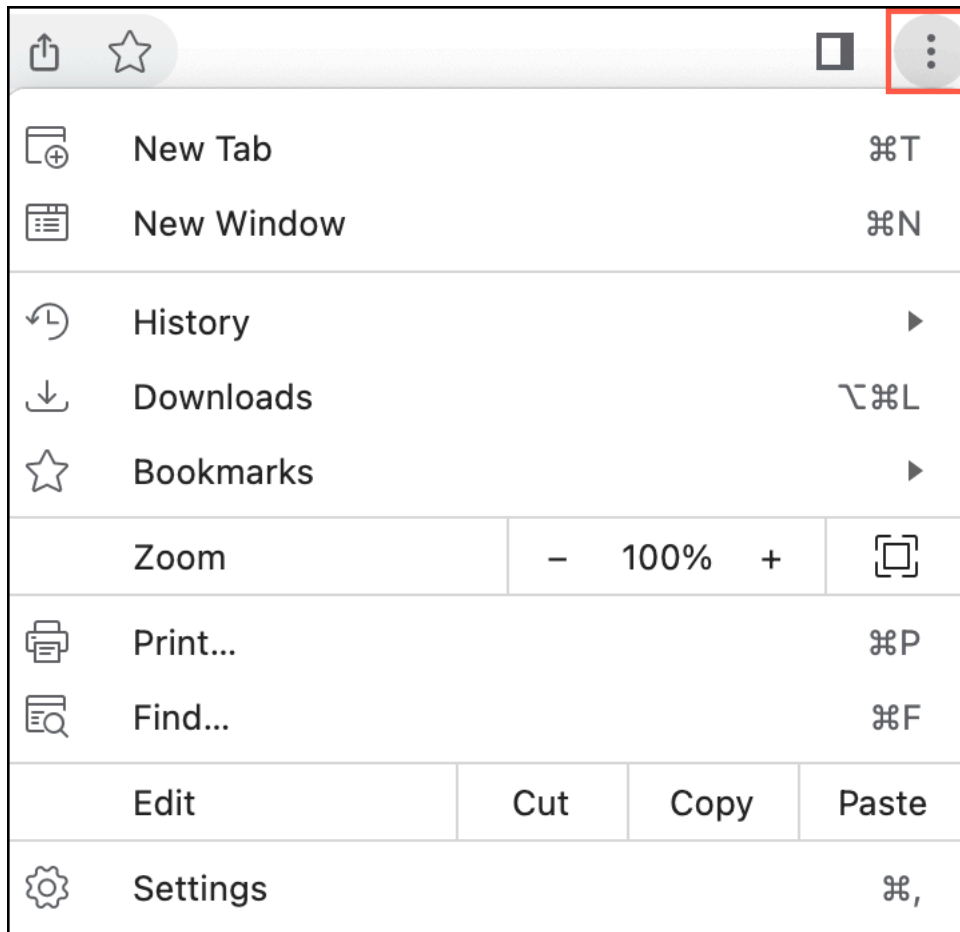 New Tab ⌘T
New Window ⌘N
History
Downloads ⌥⌘L
Bookmarks
Zoom − 100% +
Print... ⌘P
Find... ⌘F
Edit Cut Copy Paste
Settings ⌘,